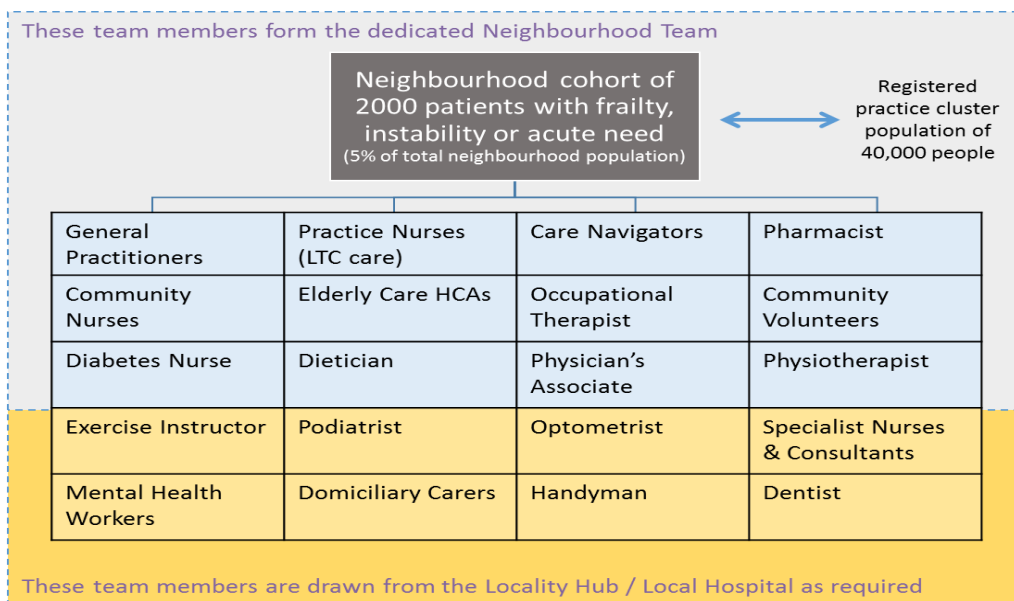 These team members form the dedicated Neighbourhood Team
Neighbourhood cohort of
2000 patients with frailty,
instability or acute need
(5% of total neighbourhood population)
Registered
practice cluster
population of
40,000 people
General
Practitioners
Practice Nurses
(LTC care)
Care Navigators
Pharmacist
Community
Nurses
Elderly Care HCAs
Occupational
Therapist
Community
Volunteers
Diabetes Nurse
Dietician
Physician’s
Associate
Physiotherapist
Exercise Instructor
Podiatrist
Optometrist
Specialist Nurses
& Consultants
Mental Health
Workers
Domiciliary Carers
Handyman
Dentist
These team members are drawn from the Locality Hub / Local Hospital as required